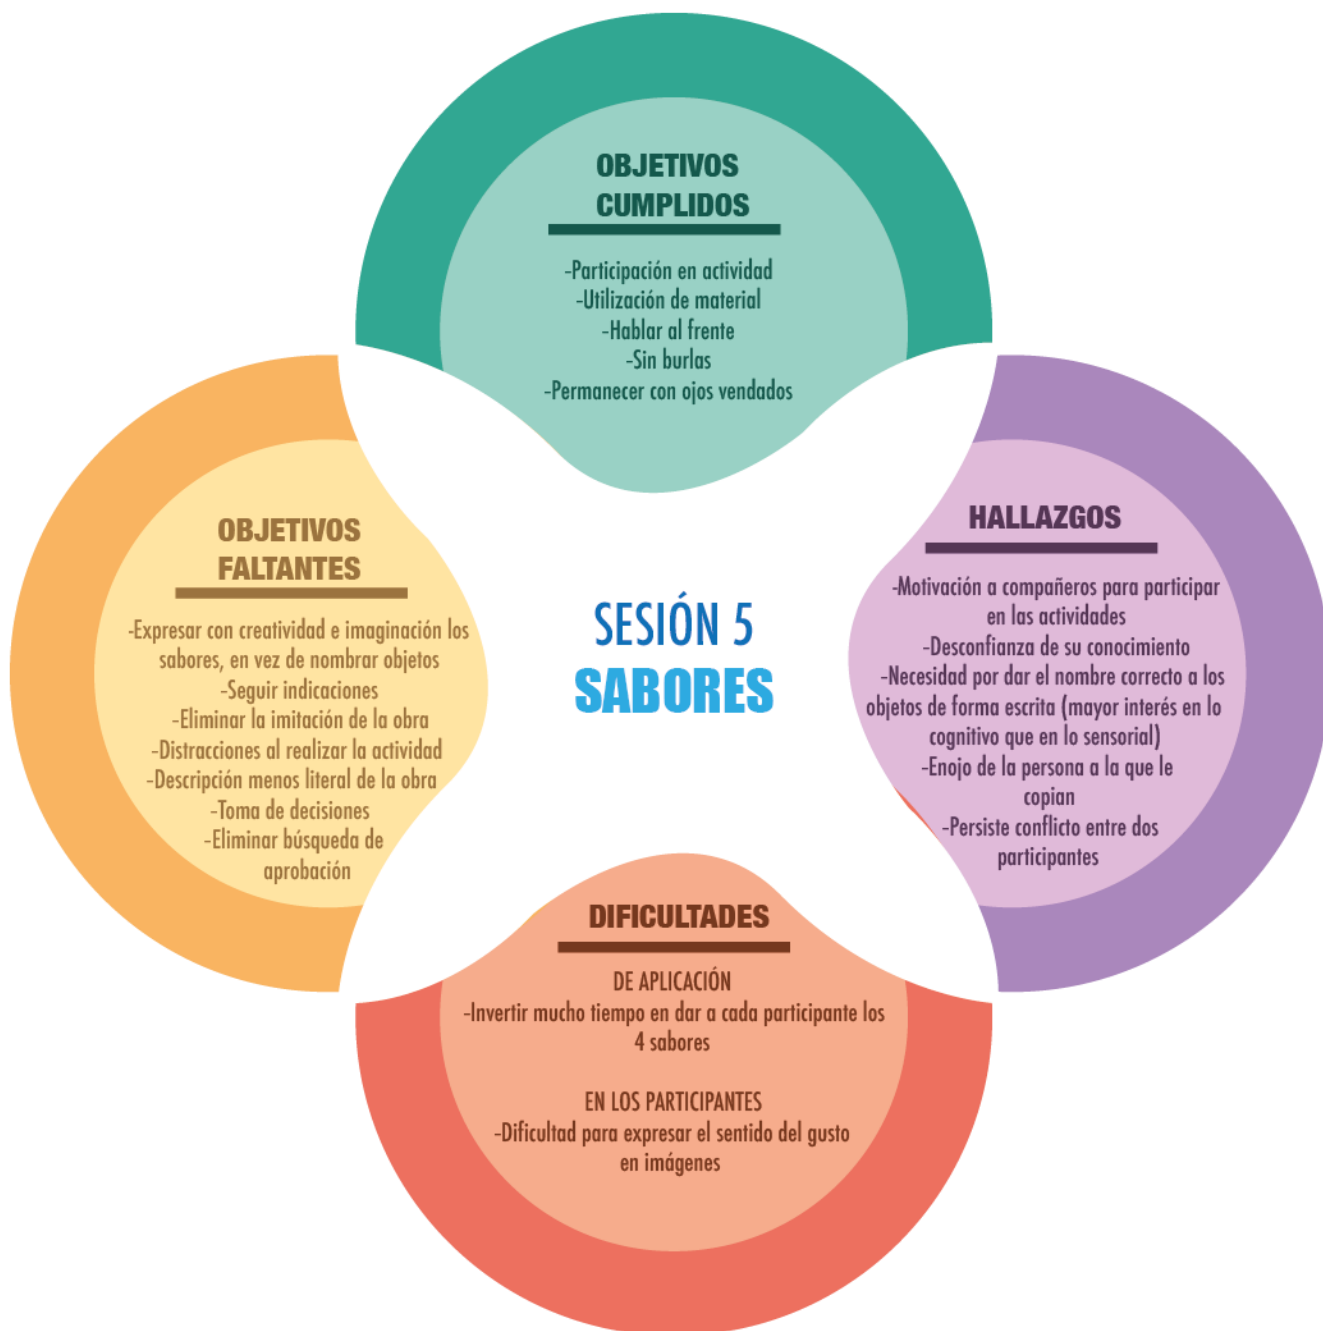 OBJETIVOS
CUMPLIDOS
-Participación en actividad
-Utilización de material
-Hablar al frente
-Sin burlas
-Permanecer con ojos vendados
OBJETIVOS
FALTANTES
-Expresar con creatividad e imaginación los
sabores, en vez de nombrar objetos
-Seguir indicaciones
-Eliminar la imitación de la obra
-Distracciones al realizar la actividad
-Descripción menos literal de la obra
-Toma de decisiones
-Eliminar búsqueda de
aprobación
SESIÓN 5
SABORES
HALLAZGOS
-Motivación a compañeros para participar
en las actividades
-Desconfianza de su conocimiento
-Necesidad por dar el nombre correcto a los
objetos de forma escrita (mayor interés en lo
cognitivo que en lo sensorial)
-Enojo de la persona a la que le
copian
-Persiste conflicto entre dos
participantes
DIFICULTADES
DE APLICACIÓN
-Invertir mucho tiempo en dar a cada participante los
4 sabores
EN LOS PARTICIPANTES
-Dificultad para expresar el sentido del gusto
en imágenes